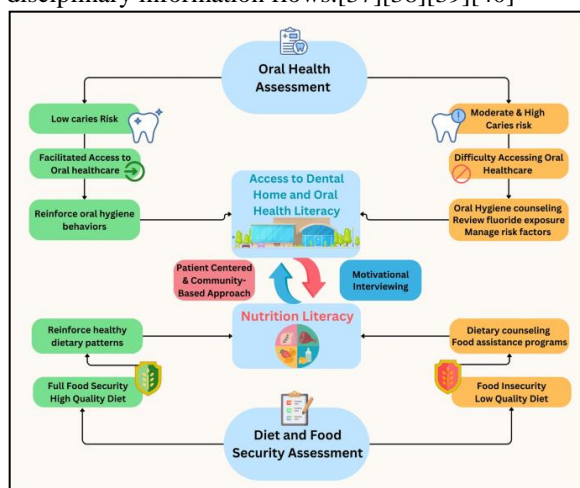 disciplinary information flows.[37][38][39][40]
Oral Health
Assessment
Low caries Risk
Facilitated Access to
Oral healthcare
Reinforce oral hygiene
behaviors
Moderate & High
Caries risk
Difficulty Accessing Oral
Healthcare
Oral Hygiene counseling
Review fluoride exposure
Manage risk factors
Access to Dental
Home and Oral
Health Literacy
Patient Centered
& Community-
Based Approach
Motivational
Interviewing
Nutrition Literacy
Reinforce healthy
dietary patterns
Full Food Security
High Quality Diet
Dietary counseling
Food assistance programs
Food Insecurity
Low Quality Diet
Diet and Food
Security Assessment